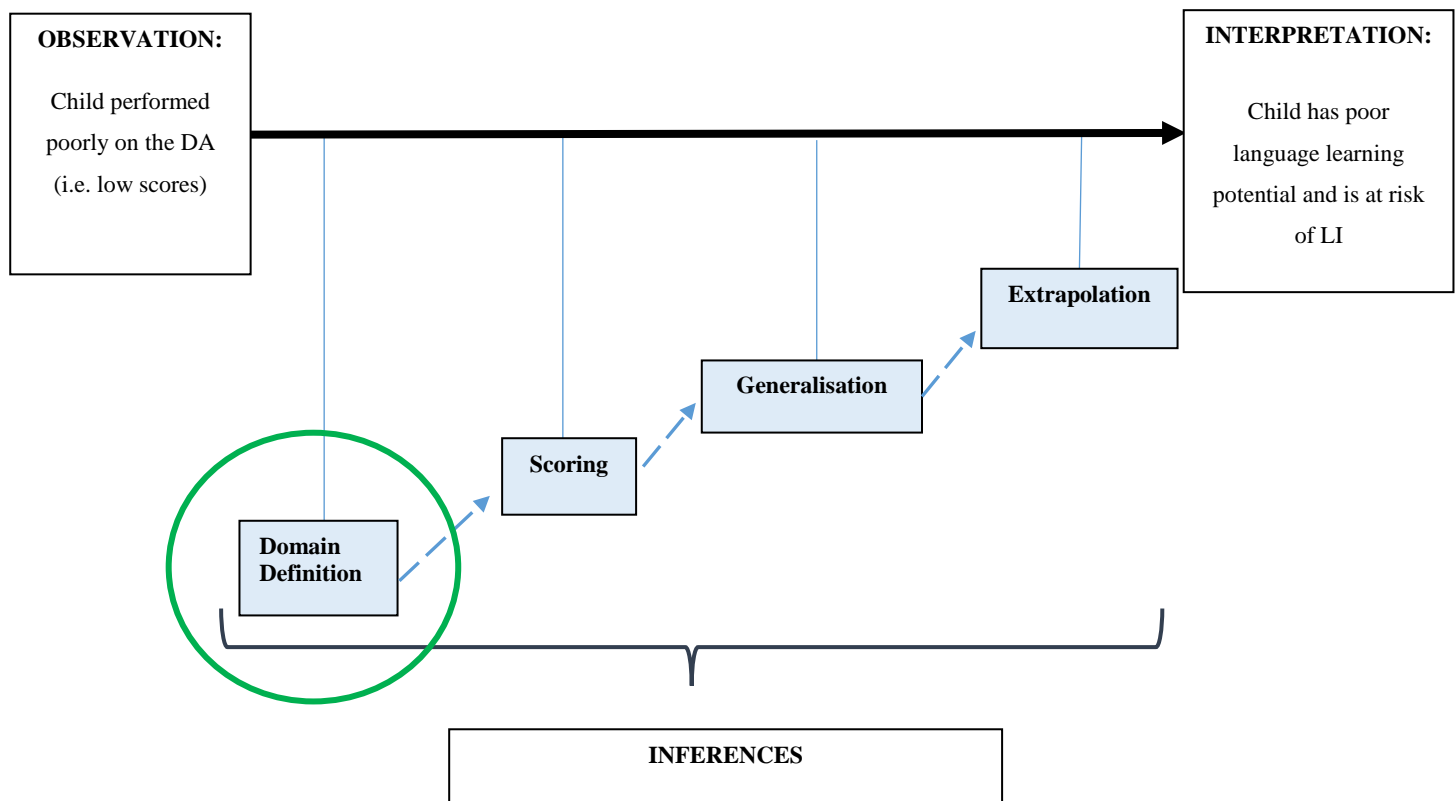 OBSERVATION:
Child performed
poorly on the DA
(i.e. low scores)
INTERPRETATION:
Child has poor
language learning
potential and is at risk
of LI
Extrapolation
Generalisation
Scoring
Domain
Definition
INFERENCES